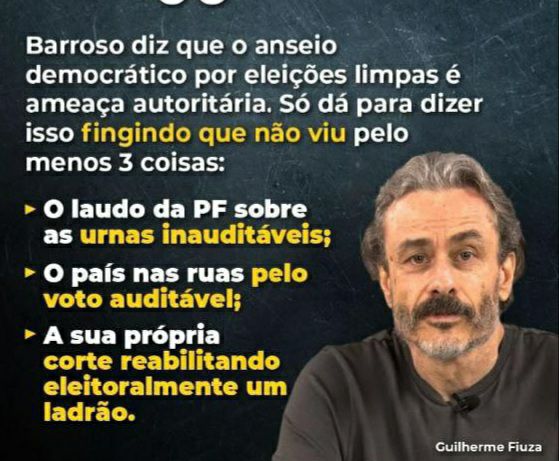 Barroso diz que o anseio
democrático por eleições limpas é
ameaça autoritária. Só dá para dizer
isso fingindo que não viu pelo
menos 3 coisas:
▸ O laudo da PF sobre
as urnas inauditáveis;
▸ O país nas ruas pelo
voto auditável;
▸ A sua própria
corte reabilitando
eleitoralmente um
ladrão.
Guilherme Fiuza